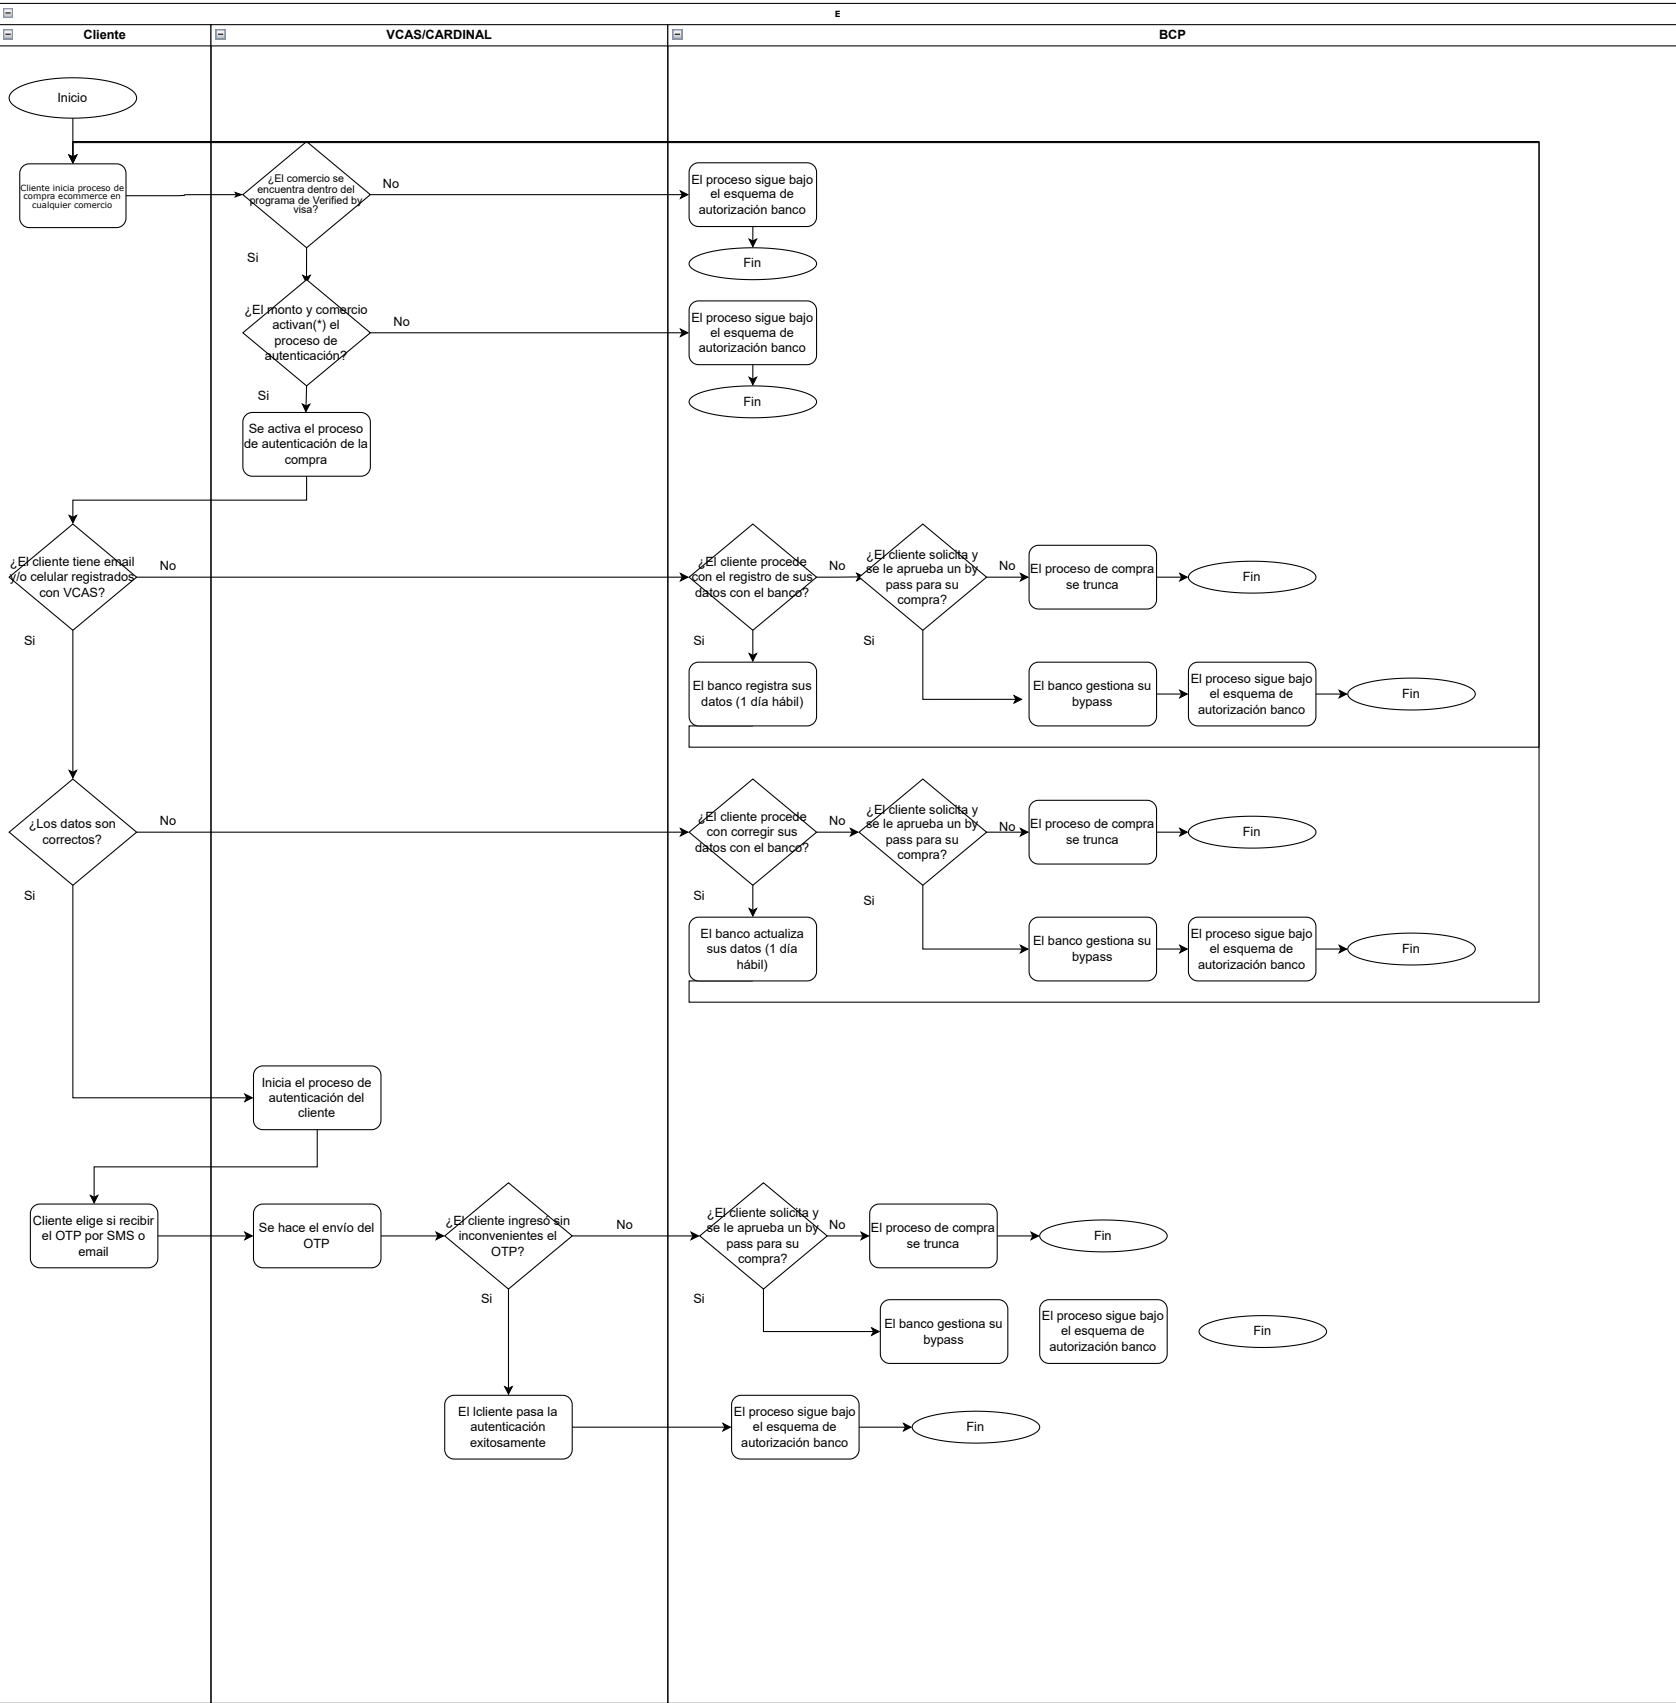 E
Cliente
VCAS/CARDINAL
BCP
Inicio
Cliente inicia proceso de
compra ecommerce en
cualquier comercio
¿El comercio se
encuentra dentro del
programa de Verified by
visa?
No
El proceso sigue bajo
el esquema de
autorización banco
Si
Fin
¿El monto y comercio
activan(*) el
proceso de
autenticación?
No
El proceso sigue bajo
el esquema de
autorización banco
Si
Fin
Se activa el proceso
de autenticación de la
compra
¿El cliente tiene email
y/o celular registrados
con VCAS?
No
¿El cliente procede
con el registro de sus
datos con el banco?
No
¿El cliente solicita y
se le aprueba un by
pass para su
compra?
No
El proceso de compra
se trunca
Fin
Si
Si
Si
El banco registra sus
datos (1 día hábil)
El banco gestiona su
bypass
El proceso sigue bajo
el esquema de
autorización banco
Fin
¿Los datos son
correctos?
No
¿El cliente procede
con corregir sus
datos con el banco?
No
¿El cliente solicita y
se le aprueba un by
pass para su
compra?
No
El proceso de compra
se trunca
Fin
Si
Si
Si
El banco actualiza
sus datos (1 día
hábil)
El banco gestiona su
bypass
El proceso sigue bajo
el esquema de
autorización banco
Fin
Inicia el proceso de
autenticación del
cliente
Cliente elige si recibir
el OTP por SMS o
email
Se hace el envío del
OTP
¿El cliente ingresó sin
inconvenientes el
OTP?
No
¿El cliente solicita y
se le aprueba un by
pass para su
compra?
No
El proceso de compra
se trunca
Fin
Si
Si
El banco gestiona su
bypass
El proceso sigue bajo
el esquema de
autorización banco
Fin
El lcliente pasa la
autenticación
exitosamente
El proceso sigue bajo
el esquema de
autorización banco
Fin